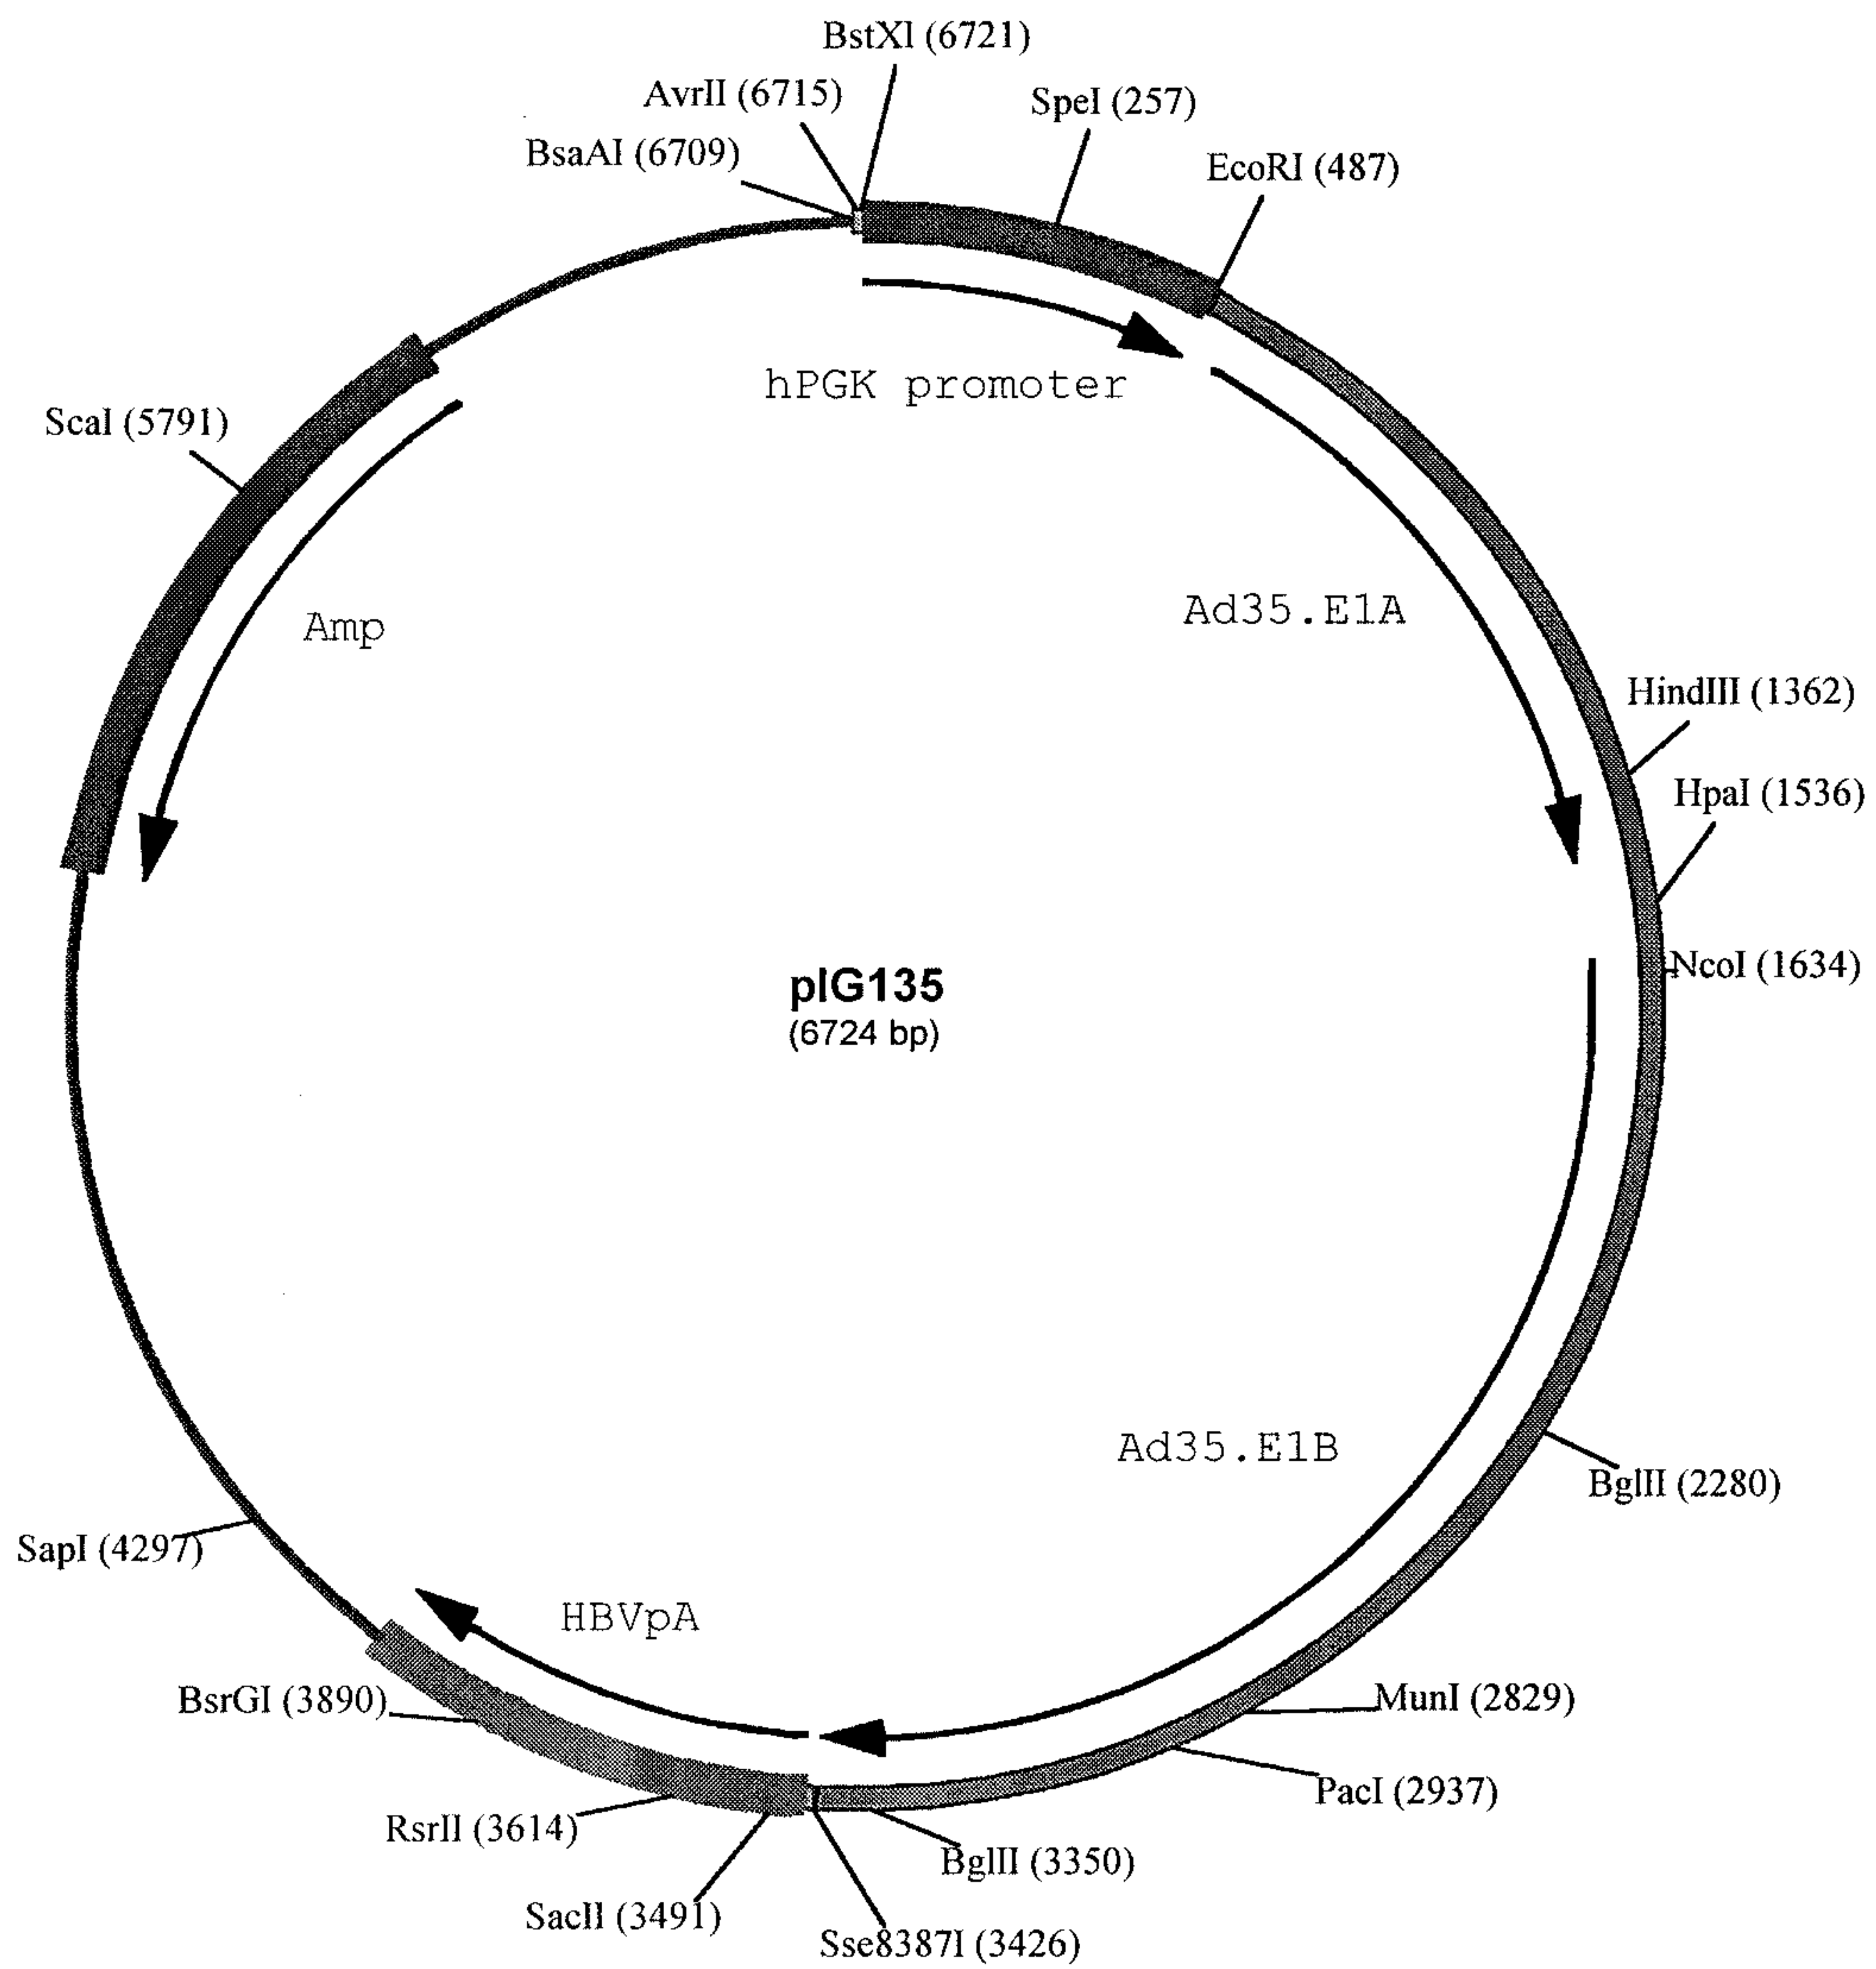 BstXI (6721)
AvrII (6715)
SpeI (257)
BsaAI (6709)
EcoRI (487)
hPGK promoter
ScaI (5791)
Ad35.E1A
Amp
HindIII (1362)
HpaI (1536)
NcoI (1634)
pIG135
(6724 bp)
Ad35.E1B
BglII (2280)
SapI (4297)
HBVpA
BsrGI (3890)
MunI (2829)
PacI (2937)
RsrII (3614)
BglII (3350)
SacII (3491)
Sse8387I (3426)